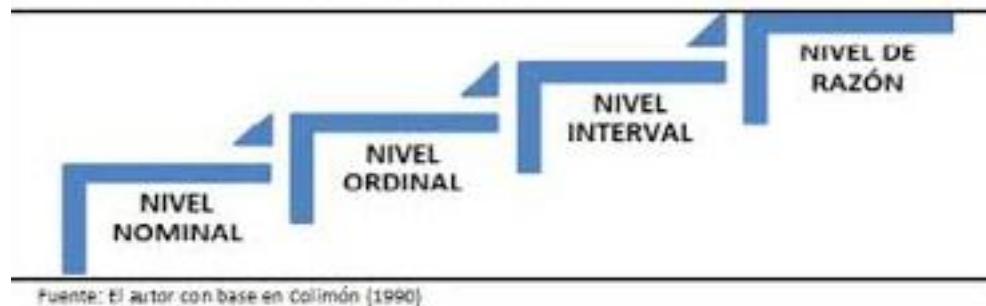 NIVEL
NOMINAL
NIVEL
ORDINAL
NIVEL
INTERVAL
NIVEL DE
RAZÓN
Fuente: El autor con base en Colimón (1990)